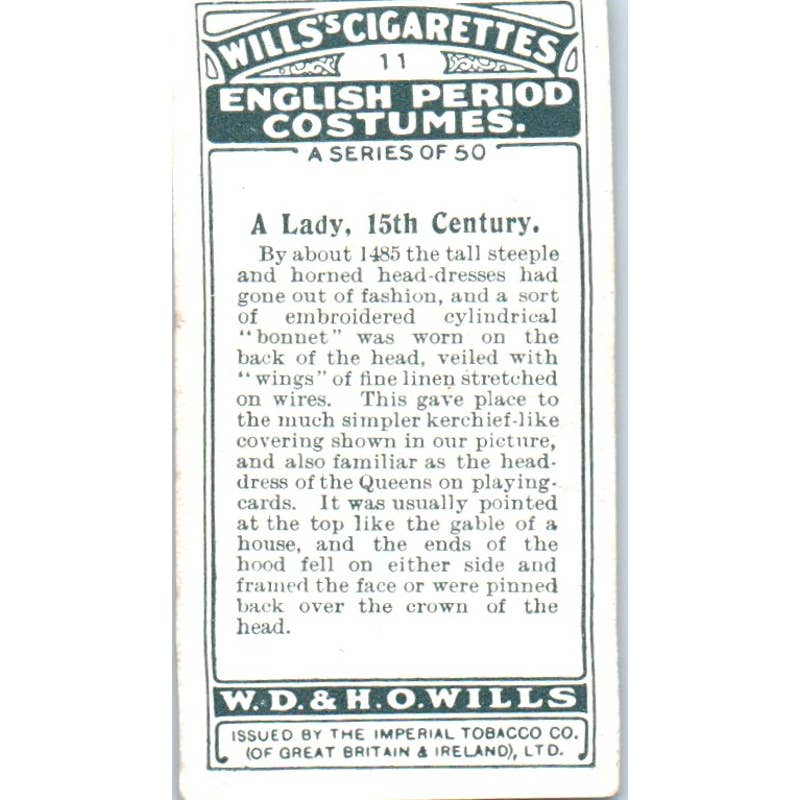 WILLS'S CIGARETTES
11
ENGLISH PERIOD
COSTUMES.
A SERIES OF 50
A Lady, 15th Century.
By about 1485 the tall steeple
and horned head-dresses had
gone out of fashion, and a sort
of embroidered cylindrical
"bonnet" was worn on the
back of the head, veiled with
"wings" of fine linen stretched
on wires. This gave place to
the much simpler kerchief-like
covering shown in our picture,
and also familiar as the head-
dress of the Queens on playing-
cards. It was usually pointed
at the top like the gable of a
house, and the ends of the
hood fell on either side and
framed the face or were pinned
back over the crown of the
head.
W.D. & H.O. WILLS
ISSUED BY THE IMPERIAL TOBACCO CO.
(OF GREAT BRITAIN & IRELAND), LTD.